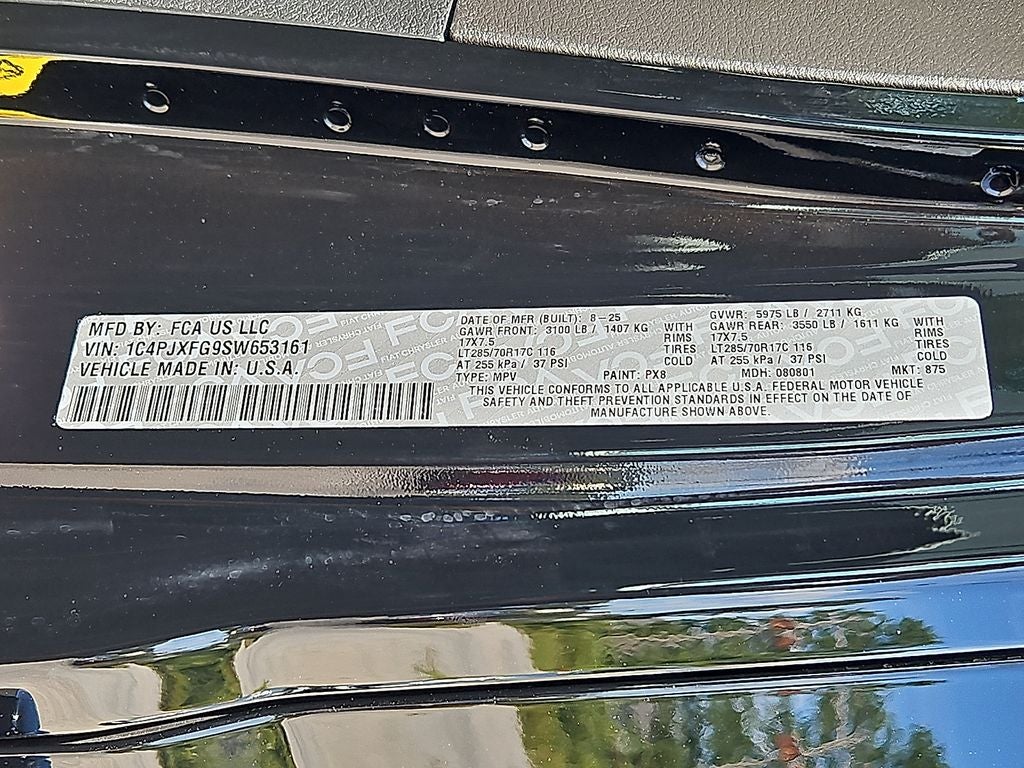 MFD BY: FCA US LLC
VIN: 1C4PJXFG9SW653161
VEHICLE MADE IN: U.S.A.
DATE OF MFR (BUILT): 8-25
GAWR FRONT: 3100 LB / 1407 KG WITH
17X7.5 RIMS
LT285/70R17C 116 TIRES
AT 255 kPa / 37 PSI COLD
TYPE: MPV PAINT: PX8
GVWR: 5975 LB / 2711 KG
GAWR REAR: 3550 LB / 1611 KG WITH
17X7.5 RIMS
LT285/70R17C 116 TIRES
AT 255 kPa / 37 PSI COLD
MDH: 080801 MKT: 875
THIS VEHICLE CONFORMS TO ALL APPLICABLE U.S.A. FEDERAL MOTOR VEHICLE
SAFETY AND THEFT PREVENTION STANDARDS IN EFFECT ON THE DATE OF
MANUFACTURE SHOWN ABOVE.